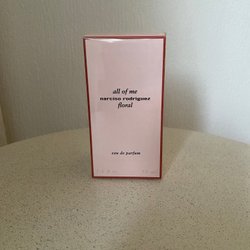 all of me
narciso rodriguez
floral
eau de parfum